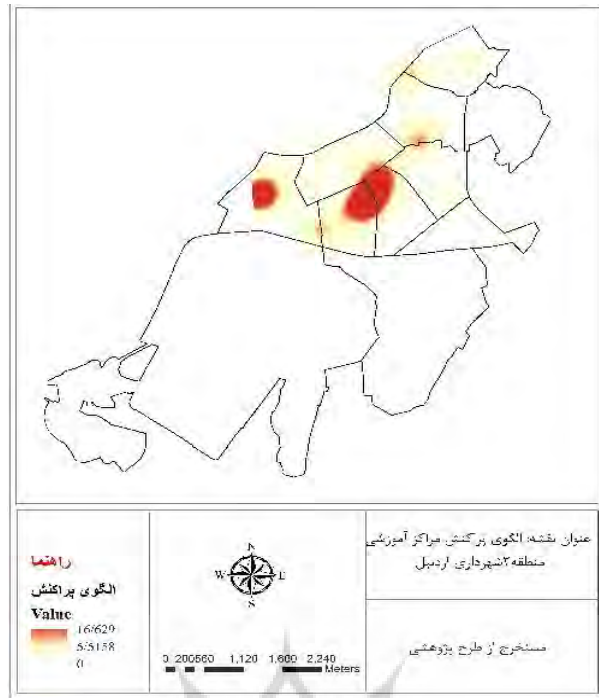 راهنما
الگوی پراکنش
Value
16/629
5/5158
0
N
W E
S
0 200560 1,120 1,600 2,240
Meters
عنوان نقشه: الگوی پراکنش مراکز آموزشی
منطقه ۲ شهرداری اردبیل
مستخرج از طرح پژوهشی